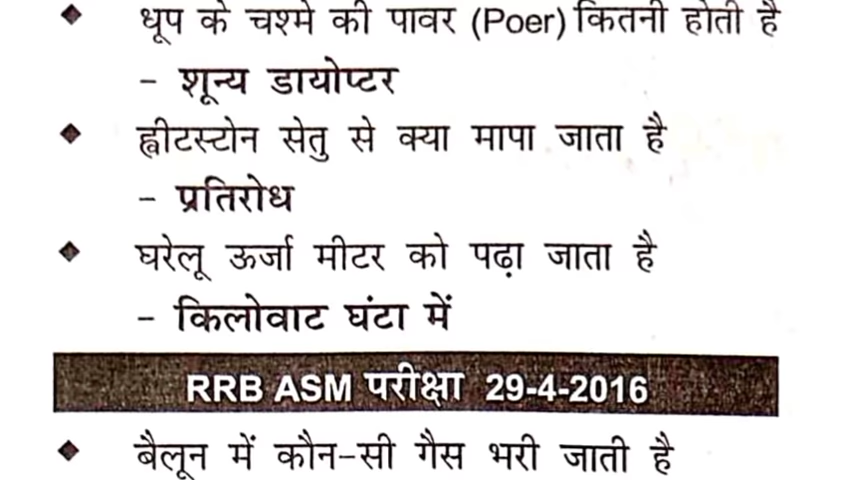 ◆ धूप के चश्मे की पावर (Poer) कितनी होती है
– शून्य डायोप्टर
◆ ह्वीटस्टोन सेतु से क्या मापा जाता है
– प्रतिरोध
◆ घरेलू ऊर्जा मीटर को पढ़ा जाता है
– किलोवाट घंटा में
RRB ASM परीक्षा 29-4-2016
◆ बैलून में कौन-सी गैस भरी जाती है